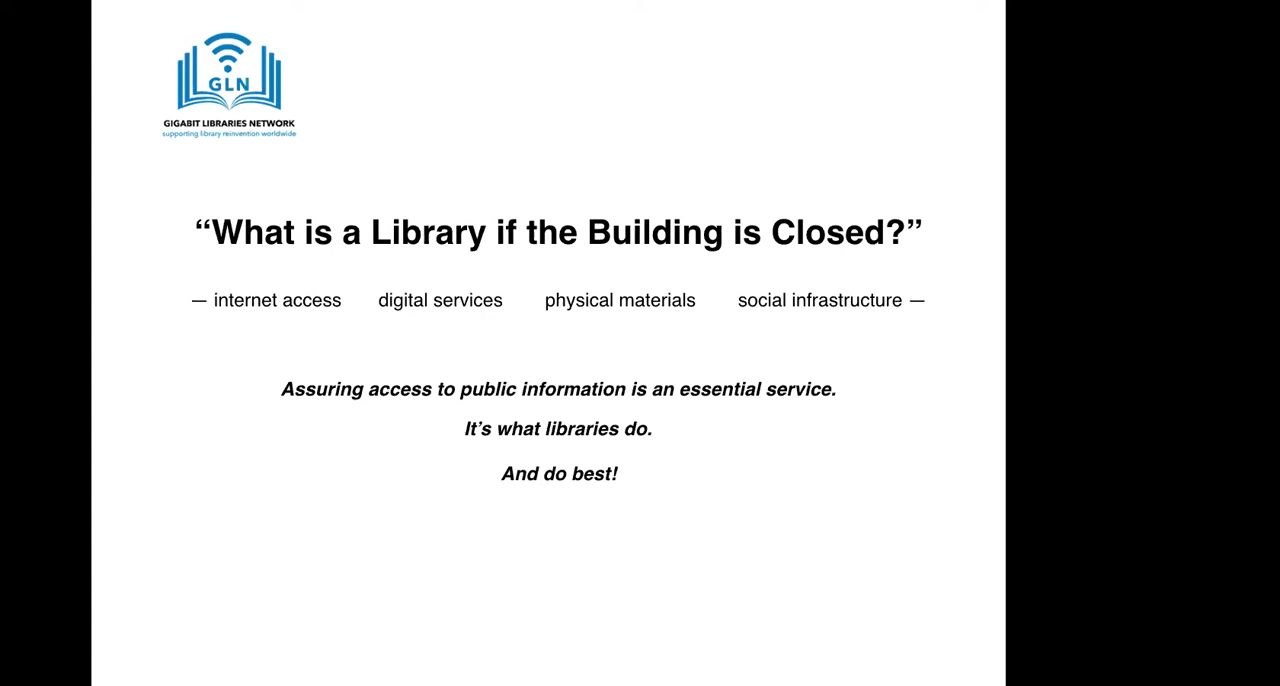 GLN
GIGABIT LIBRARIES NETWORK
supporting library reinvention worldwide
“What is a Library if the Building is Closed?”
— internet access digital services physical materials social infrastructure —
Assuring access to public information is an essential service.
It’s what libraries do.
And do best!